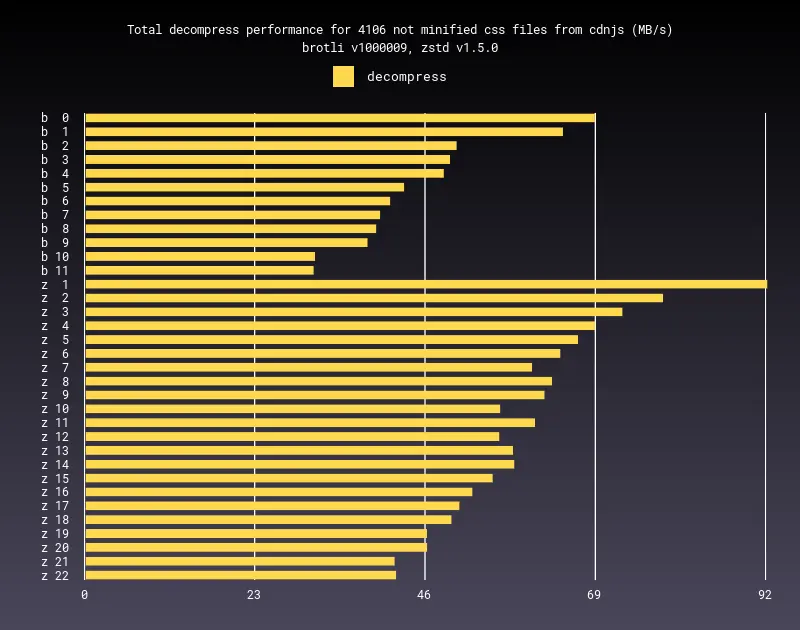 Total decompress performance for 4106 not minified css files from cdnjs (MB/s)
brotli v1000009, zstd v1.5.0
decompress
b 0
b 1
b 2
b 3
b 4
b 5
b 6
b 7
b 8
b 9
b 10
b 11
z 1
z 2
z 3
z 4
z 5
z 6
z 7
z 8
z 9
z 10
z 11
z 12
z 13
z 14
z 15
z 16
z 17
z 18
z 19
z 20
z 21
z 22
0 23 46 69 92